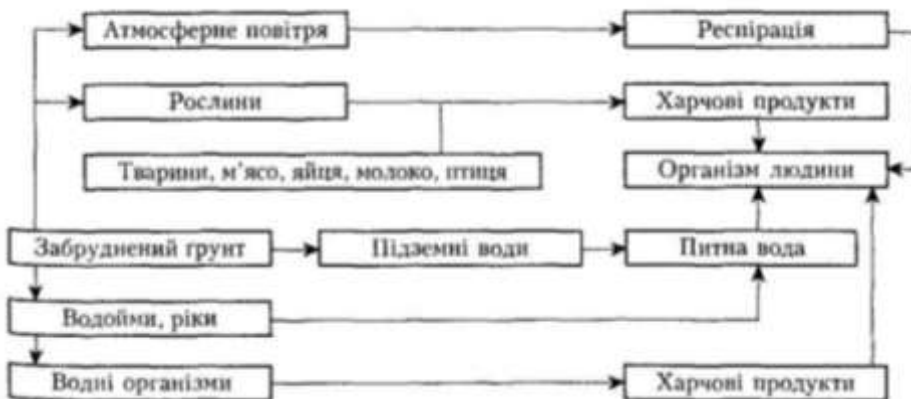 Атмосферне повітря
Респірація
Рослини
Харчові продукти
Тварини, м'ясо, яйця, молоко, птиця
Організм людини
Забруднений ґрунт
Підземні води
Питна вода
Водойми, ріки
Водні організми
Харчові продукти